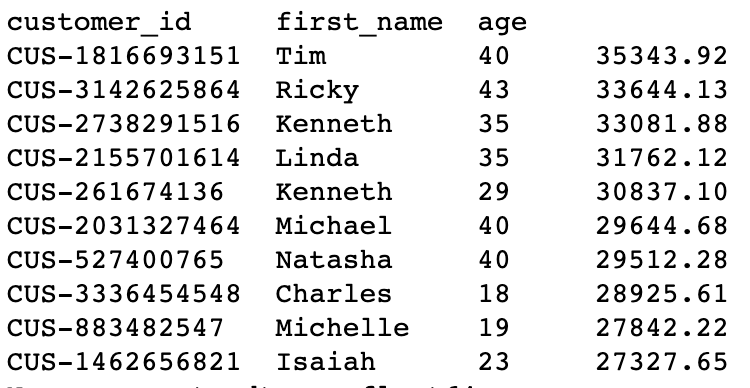 customer_id first_name age
CUS-1816693151 Tim 40 35343.92
CUS-3142625864 Ricky 43 33644.13
CUS-2738291516 Kenneth 35 33081.88
CUS-2155701614 Linda 35 31762.12
CUS-261674136 Kenneth 29 30837.10
CUS-2031327464 Michael 40 29644.68
CUS-527400765 Natasha 40 29512.28
CUS-3336454548 Charles 18 28925.61
CUS-883482547 Michelle 19 27842.22
CUS-1462656821 Isaiah 23 27327.65